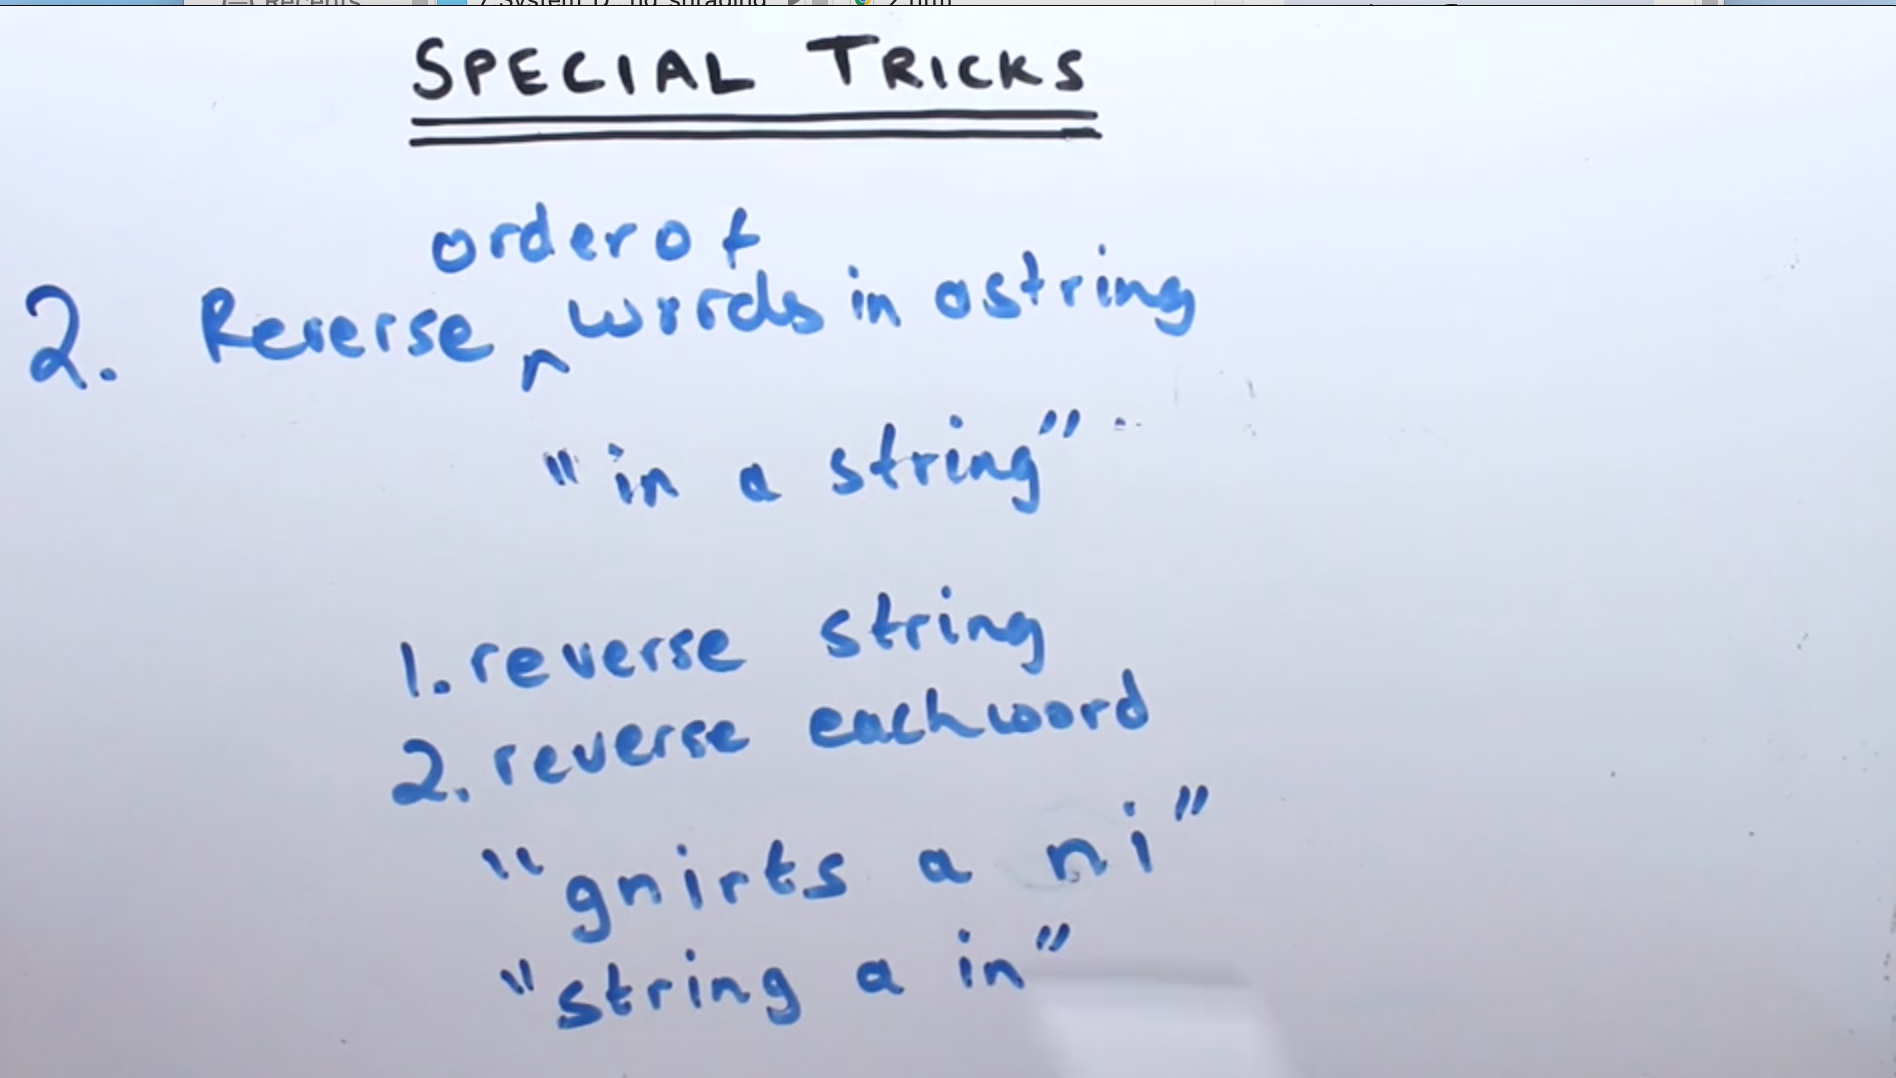 SPECIAL TRICKS
order of
2. Reverse ^ words in a string
"in a string"
1. reverse string
2. reverse each word
"gnirts a ni"
"string a in"